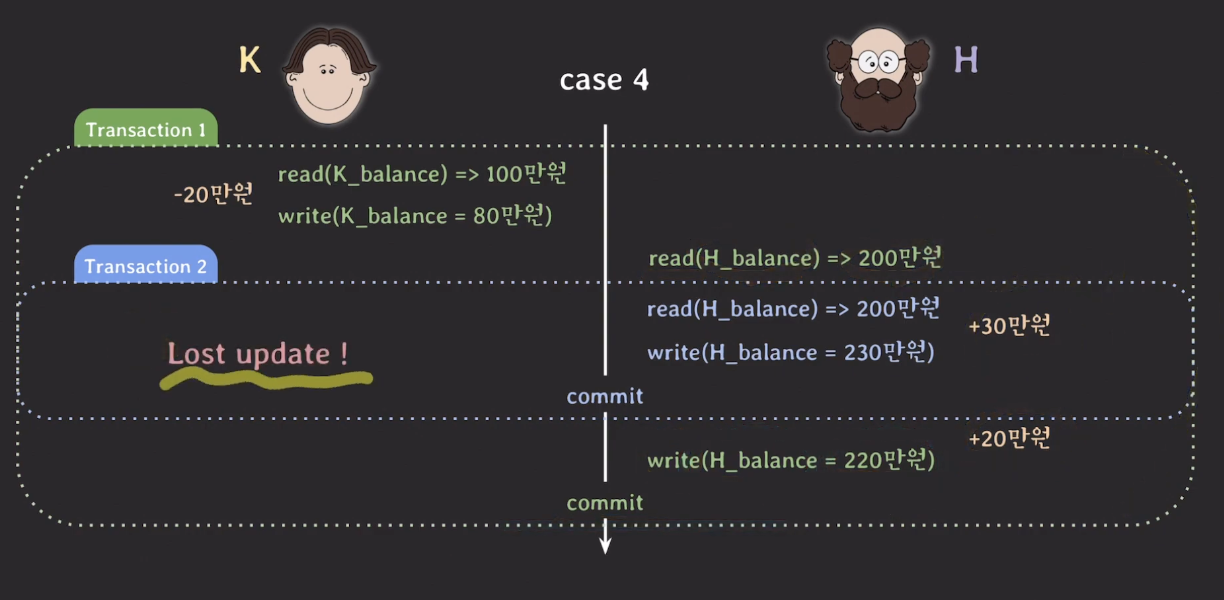 K
case 4
H
Transaction 1
read(K_balance) => 100만원
-20만원
write(K_balance = 80만원)
read(H_balance) => 200만원
Transaction 2
read(H_balance) => 200만원
+30만원
write(H_balance = 230만원)
Lost update !
commit
+20만원
write(H_balance = 220만원)
commit